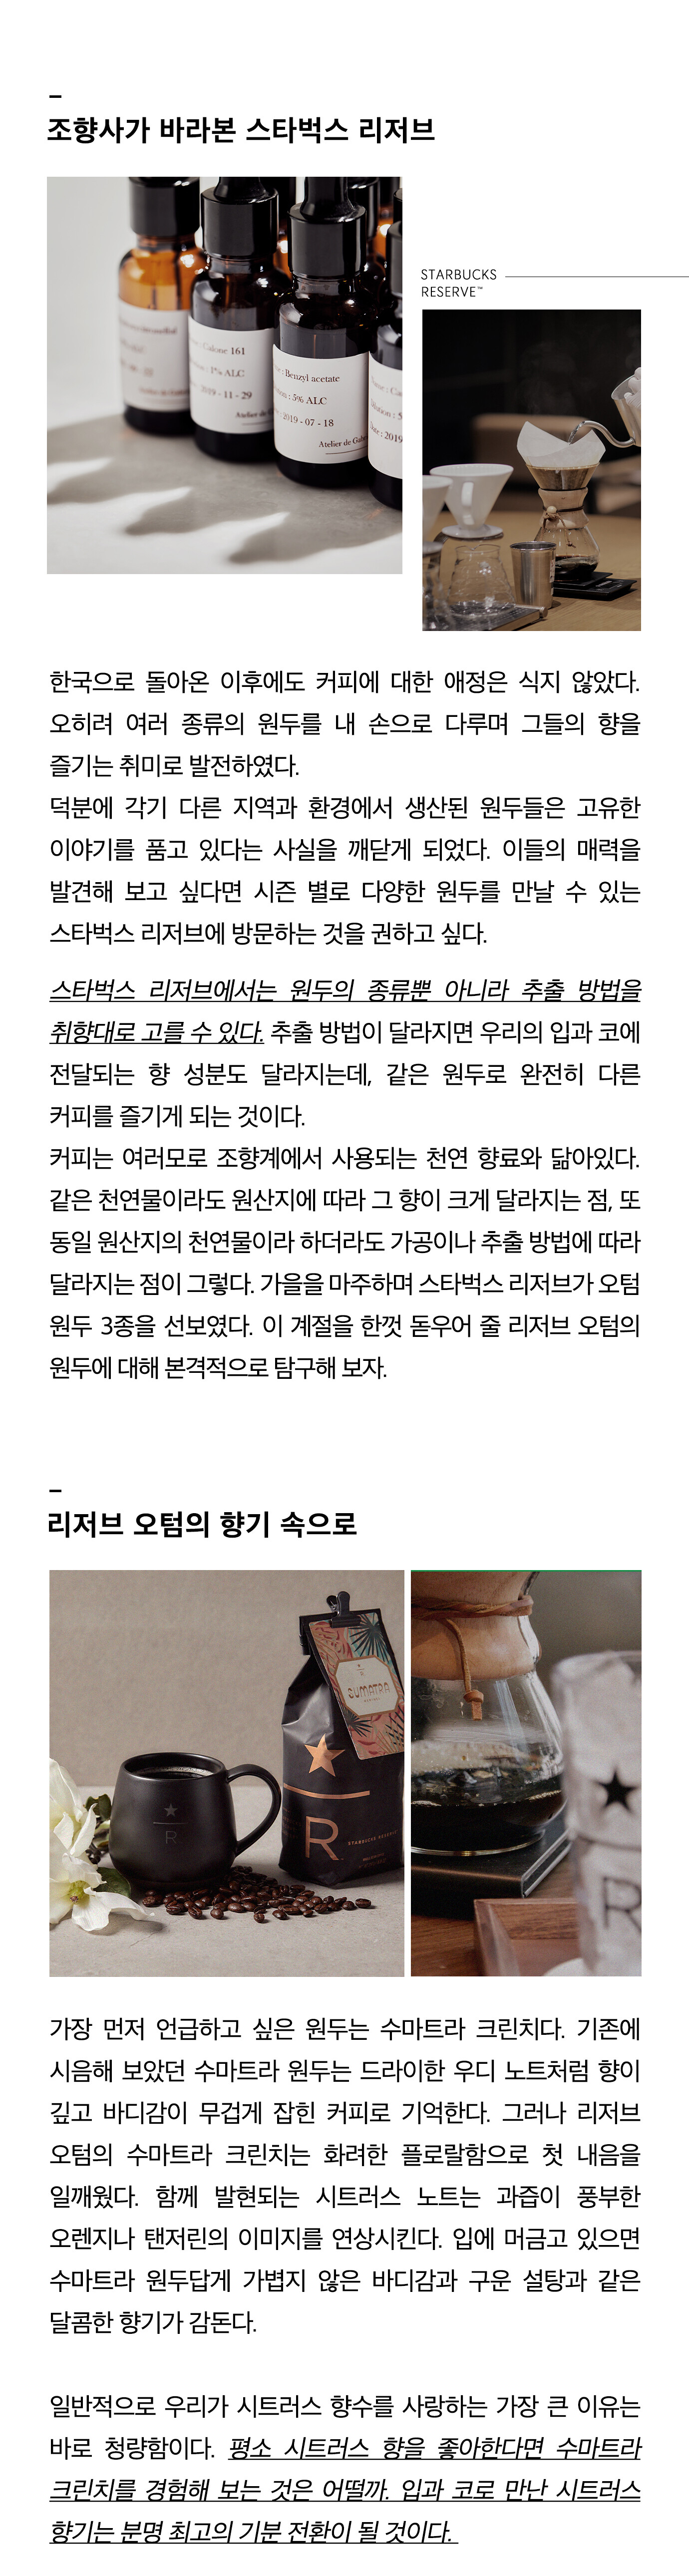 조향사가 바라본 스타벅스 리저브
Calone 161
1% ALC
2019 - 11 - 29
Atelier de
Benzyl acetate
: 5% ALC
: 2019 - 07 - 18
Atelier de
STARBUCKS
RESERVE™
한국으로 돌아온 이후에도 커피에 대한 애정은 식지 않았다.
오히려 여러 종류의 원두를 내 손으로 다루며 그들의 향을
즐기는 취미로 발전하였다.
덕분에 각기 다른 지역과 환경에서 생산된 원두들은 고유한
이야기를 품고 있다는 사실을 깨닫게 되었다. 이들의 매력을
발견해 보고 싶다면 시즌 별로 다양한 원두를 만날 수 있는
스타벅스 리저브에 방문하는 것을 권하고 싶다.
스타벅스 리저브에서는 원두의 종류뿐 아니라 추출 방법을
취향대로 고를 수 있다. 추출 방법이 달라지면 우리의 입과 코에
전달되는 향 성분도 달라지는데, 같은 원두로 완전히 다른
커피를 즐기게 되는 것이다.
커피는 여러모로 조향계에서 사용되는 천연 향료와 닮아있다.
같은 천연물이라도 원산지에 따라 그 향이 크게 달라지는 점, 또
동일 원산지의 천연물이라 하더라도 가공이나 추출 방법에 따라
달라지는 점이 그렇다. 가을을 마주하며 스타벅스 리저브가 오텀
원두 3종을 선보였다. 이 계절을 한껏 돋우어 줄 리저브 오텀의
원두에 대해 본격적으로 탐구해 보자.
리저브 오텀의 향기 속으로
SUMATRA
R
R
STARBUCKS RESERVE
R
가장 먼저 언급하고 싶은 원두는 수마트라 크린치다. 기존에
시음해 보았던 수마트라 원두는 드라이한 우디 노트처럼 향이
깊고 바디감이 무겁게 잡힌 커피로 기억한다. 그러나 리저브
오텀의 수마트라 크린치는 화려한 플로랄함으로 첫 내음을
일깨웠다. 함께 발현되는 시트러스 노트는 과즙이 풍부한
오렌지나 탠저린의 이미지를 연상시킨다. 입에 머금고 있으면
수마트라 원두답게 가볍지 않은 바디감과 구운 설탕과 같은
달콤한 향기가 감돈다.
일반적으로 우리가 시트러스 향수를 사랑하는 가장 큰 이유는
바로 청량함이다. 평소 시트러스 향을 좋아한다면 수마트라
크린치를 경험해 보는 것은 어떨까. 입과 코로 만난 시트러스
향기는 분명 최고의 기분 전환이 될 것이다.